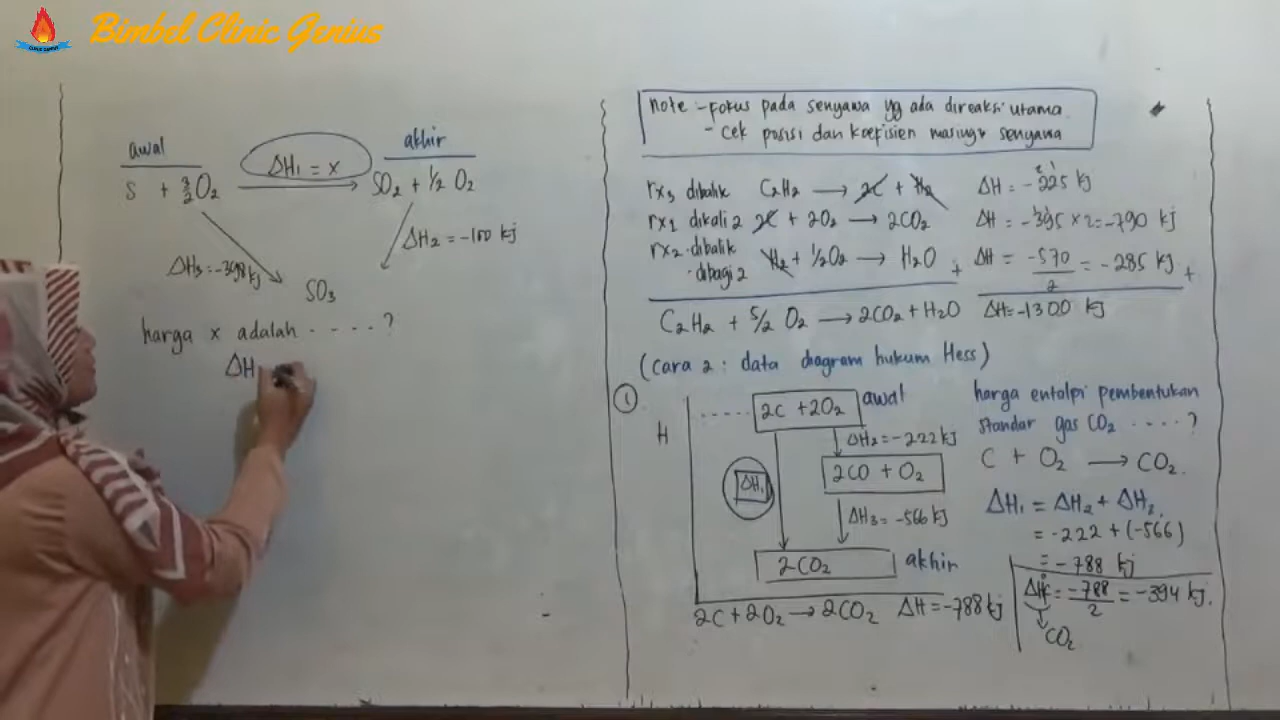 Bimbel Clinic Genius
awal
akhir
ΔH₁ = x
S + 3/2 O₂
SO₂ + 1/2 O₂
ΔH₂ = -100 kj
ΔH₃ = -398 kj
SO₃
harga x adalah . . . . . ?
ΔH
note - Fokus pada senyawa yg ada direaksi utama
- cek posisi dan koefisien masing² senyawa
rx₃ dibalik C₂H₂ → 2C + H₂ ΔH = -225 kj
rx₁ dikali 2 2C + 2O₂ → 2CO₂ ΔH = -395 × 2 = -790 kj
rx₂ · dibalik
· dibagi 2 H₂ + 1/2 O₂ → H₂O + ΔH = -570/2 = -285 kj +
C₂H₂ + 5/2 O₂ → 2CO₂ + H₂O ΔH = -1300 kj
(cara 2 : data diagram hukum Hess)
①
H
2C + 2O₂ awal
ΔH₂ = -222 kj
2CO + O₂
ΔH₁
ΔH₃ = -566 kj
2CO₂ akhir
2C + 2O₂ → 2CO₂ ΔH = -788 kj
harga entalpi pembentukan
standar gas CO₂ . . . . . ?
C + O₂ → CO₂
= -222 + (-566)
= -788 kj
= -788/2 = -394 kj.
CO₂